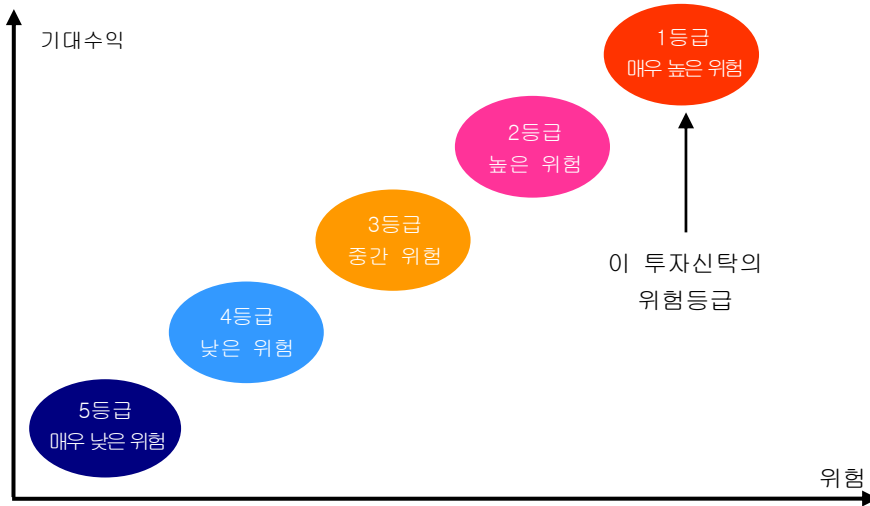 기대수익
1등급
매우 높은 위험
2등급
높은 위험
3등급
중간 위험
이 투자신탁의
위험등급
4등급
낮은 위험
5등급
매우 낮은 위험
위험